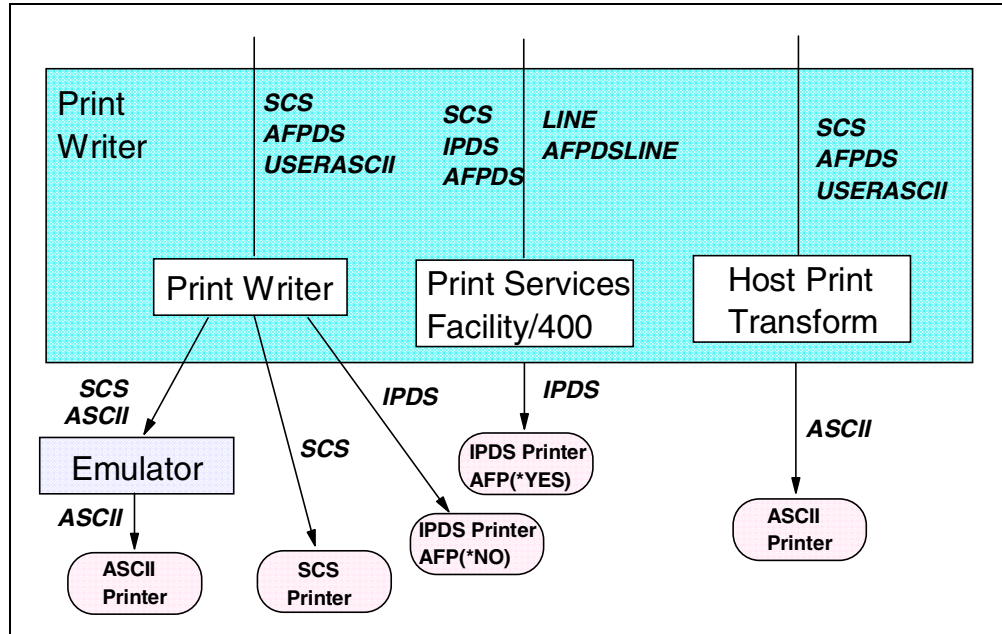 Print
Writer
SCS
AFPDS
USERASCII
SCS
IPDS
AFPDS
LINE
AFPDSLINE
SCS
AFPDS
USERASCII
Print Writer
Print Services
Facility/400
Host Print
Transform
SCS
ASCII
SCS
IPDS
IPDS
ASCII
Emulator
ASCII
ASCII
Printer
SCS
Printer
IPDS Printer
AFP(*NO)
IPDS Printer
AFP(*YES)
ASCII
Printer